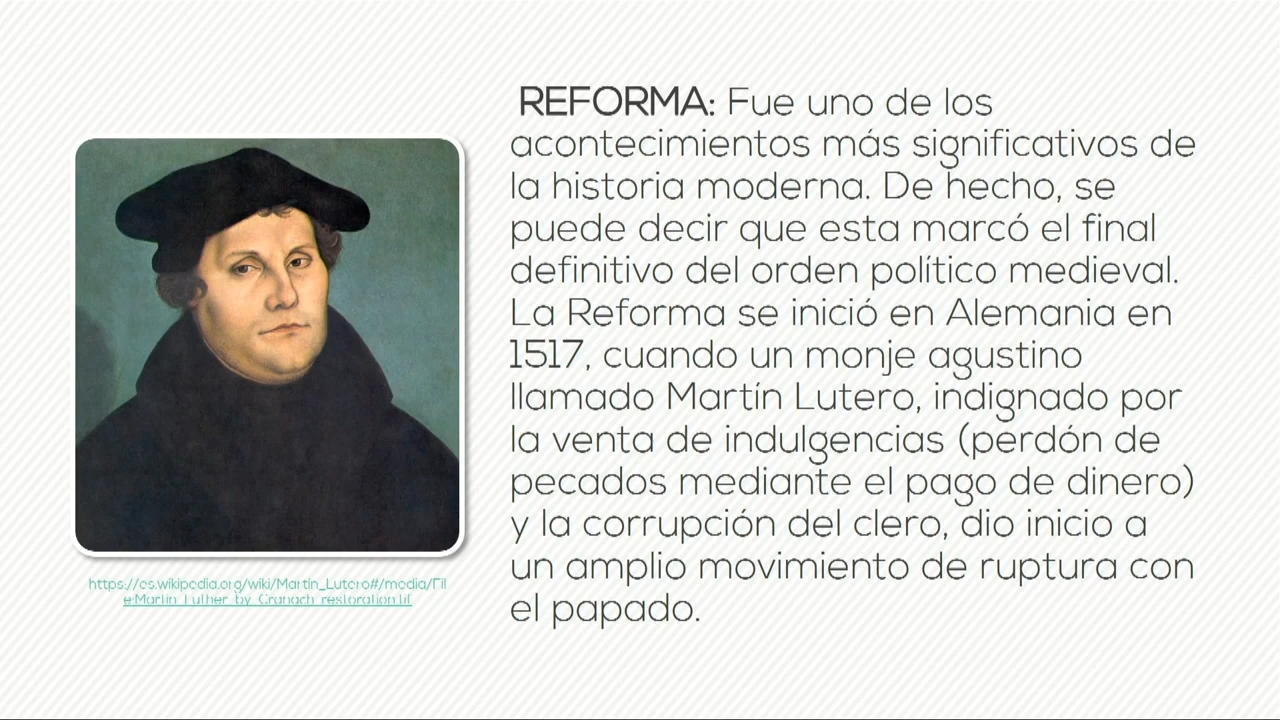 REFORMA: Fue uno de los
acontecimientos más significativos de
la historia moderna. De hecho, se
puede decir que esta marcó el final
definitivo del orden político medieval.
La Reforma se inició en Alemania en
1517, cuando un monje agustino
llamado Martín Lutero, indignado por
la venta de indulgencias (perdón de
pecados mediante el pago de dinero)
y la corrupción del clero, dio inicio a
un amplio movimiento de ruptura con
el papado.
https://es.wikipedia.org/wiki/Martín_Lutero#/media/Fil
e:Martin_Luther_by_Cranach_restoration.tif